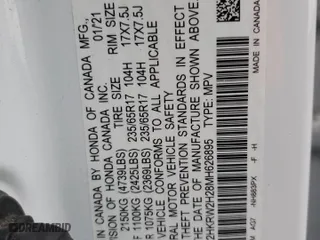 IN CANADA BY HONDA OF CANADA MFG.,
ISION OF HONDA CANADA INC. 01/21
TIRE SIZE RIM SIZE
2150KG (4739LBS)
F 1100KG (2425LBS) 235/65R17 104H 17X7.5J
R 1075KG (2369LBS) 235/65R17 104H 17X7.5J
VEHICLE CONFORMS TO ALL APPLICABLE
RAL MOTOR VEHICLE SAFETY
PREVENTION STANDARDS IN EFFECT
DATE OF MANUFACTURE SHOWN ABOVE.
2HKRW2H28MH626895 TYPE: MPV
AG7 F -H
MADE IN CANADA
DREAMBID